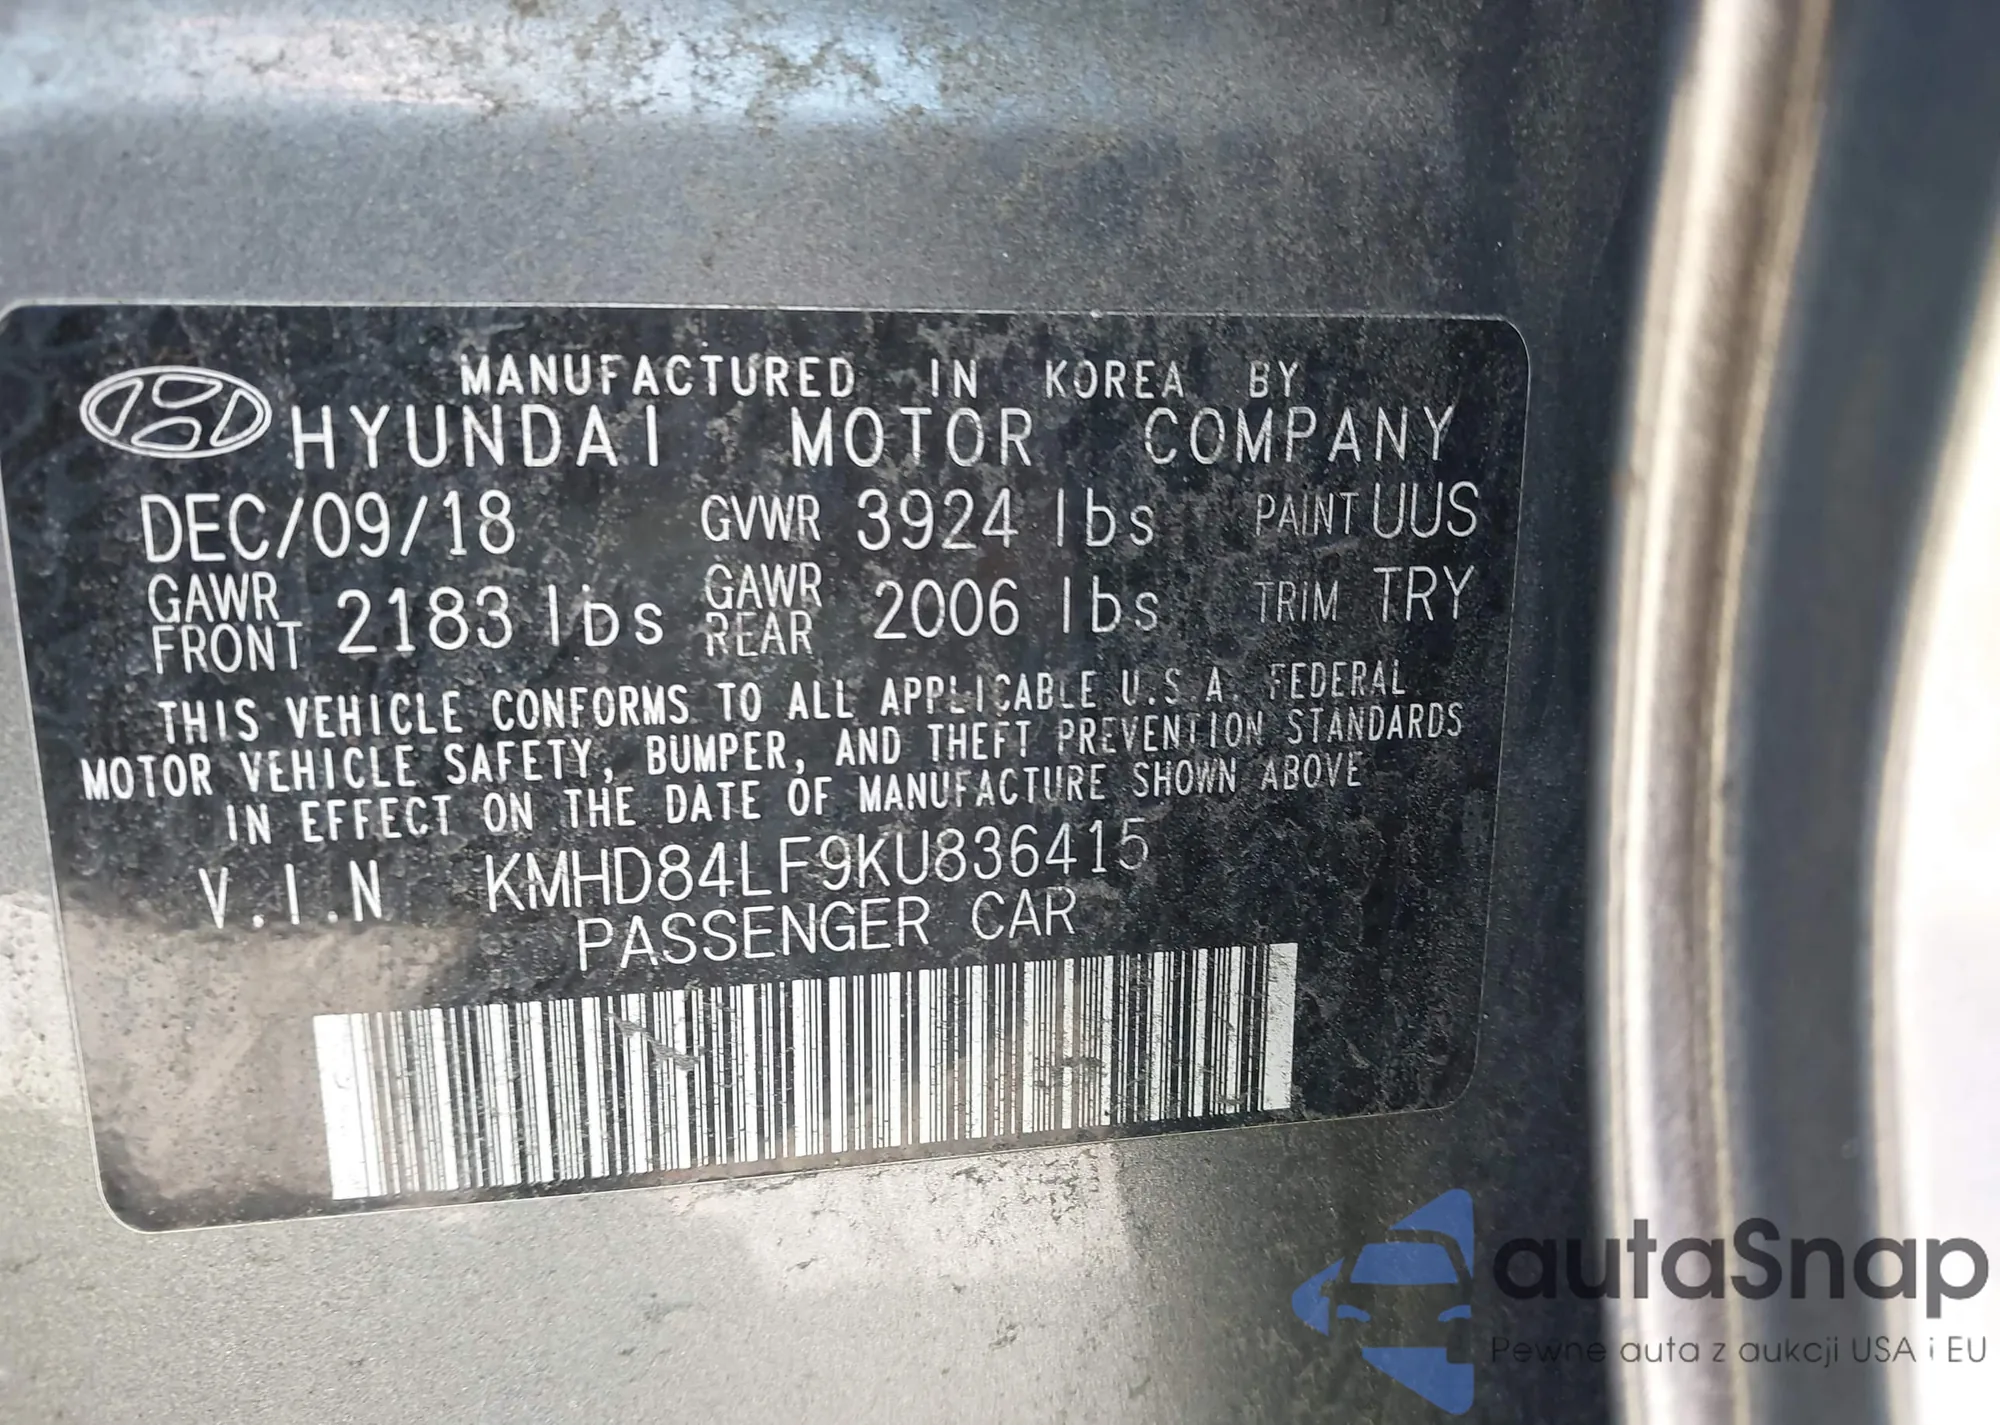 MANUFACTURED IN KOREA BY
HYUNDAI MOTOR COMPANY
DEC/09/18 GVWR 3924 lbs PAINT UUS
GAWR FRONT 2183 lbs GAWR REAR 2006 lbs TRIM TRY
THIS VEHICLE CONFORMS TO ALL APPLICABLE U.S.A. FEDERAL
MOTOR VEHICLE SAFETY, BUMPER, AND THEFT PREVENTION STANDARDS
IN EFFECT ON THE DATE OF MANUFACTURE SHOWN ABOVE
V.I.N KMHD84LF9KU836415
PASSENGER CAR
autaSnap
Pewne auta z aukcji USA i EU